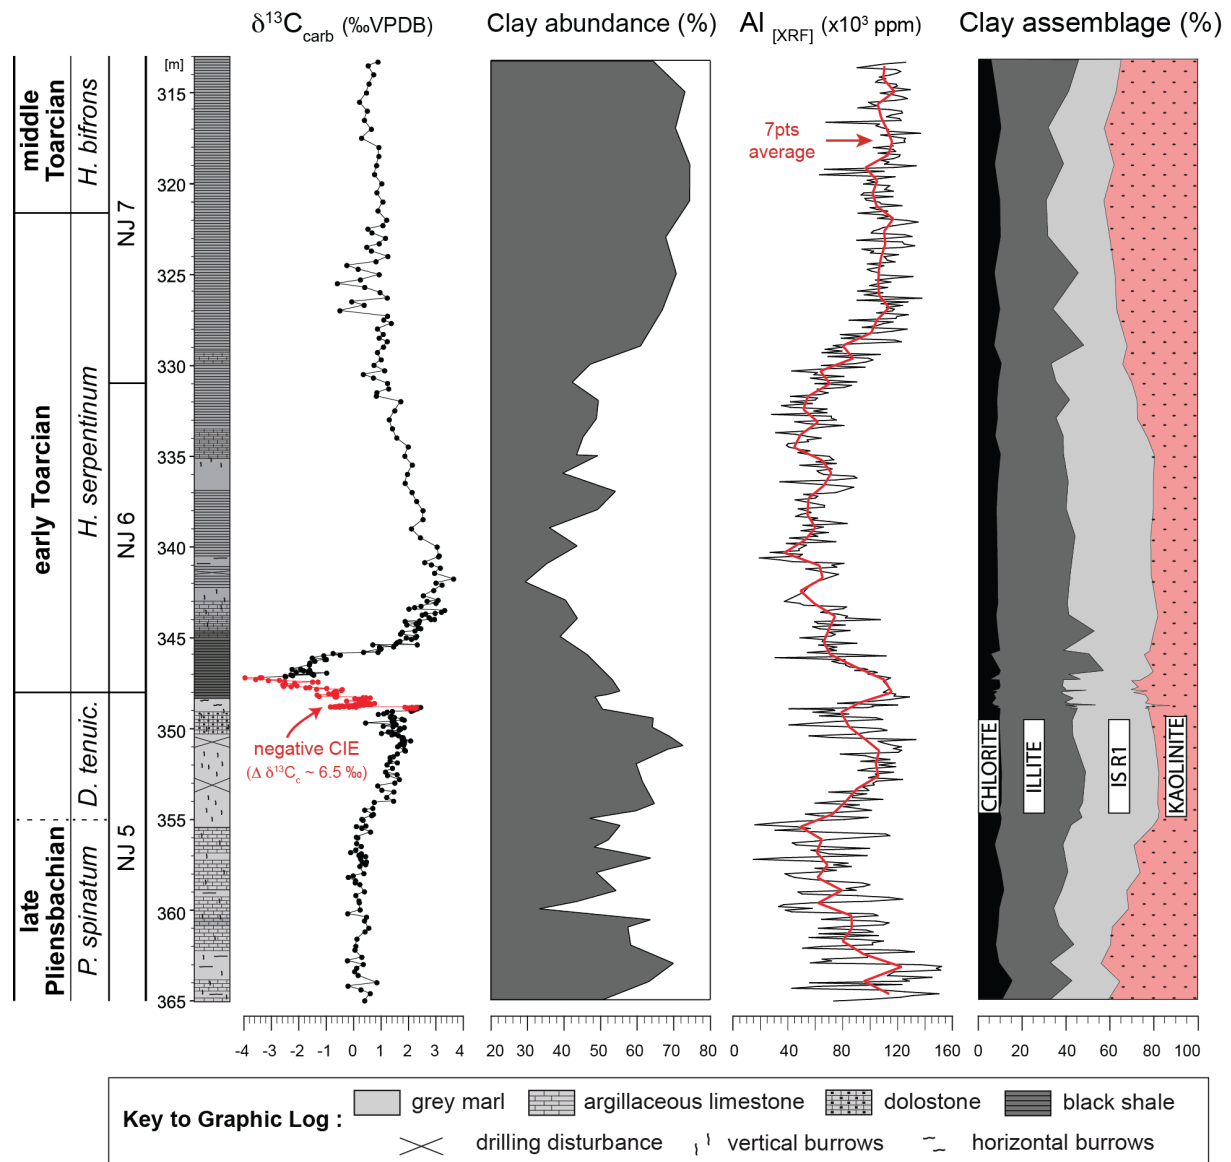 δ13Ccarb (‰VPDB)
Clay abundance (%)
Al [XRF] (x10³ ppm)
Clay assemblage (%)
[m]
315
320
325
330
335
340
345
350
355
360
365
middle
Toarcian
early Toarcian
late
Pliensbachian
H. bifrons
H. serpentinum
D. tenuic.
P. spinatum
NJ 7
NJ 6
NJ 5
negative CIE
(Δ δ13Cc ~ 6.5 ‰)
7pts
average
CHLORITE
ILLITE
IS R1
KAOLINITE
-4 -3 -2 -1 0 1 2 3 4
20 30 40 50 60 70 80
0 40 80 120 160
0 20 40 60 80 100
Key to Graphic Log :
grey marl
argillaceous limestone
dolostone
black shale
drilling disturbance
vertical burrows
horizontal burrows